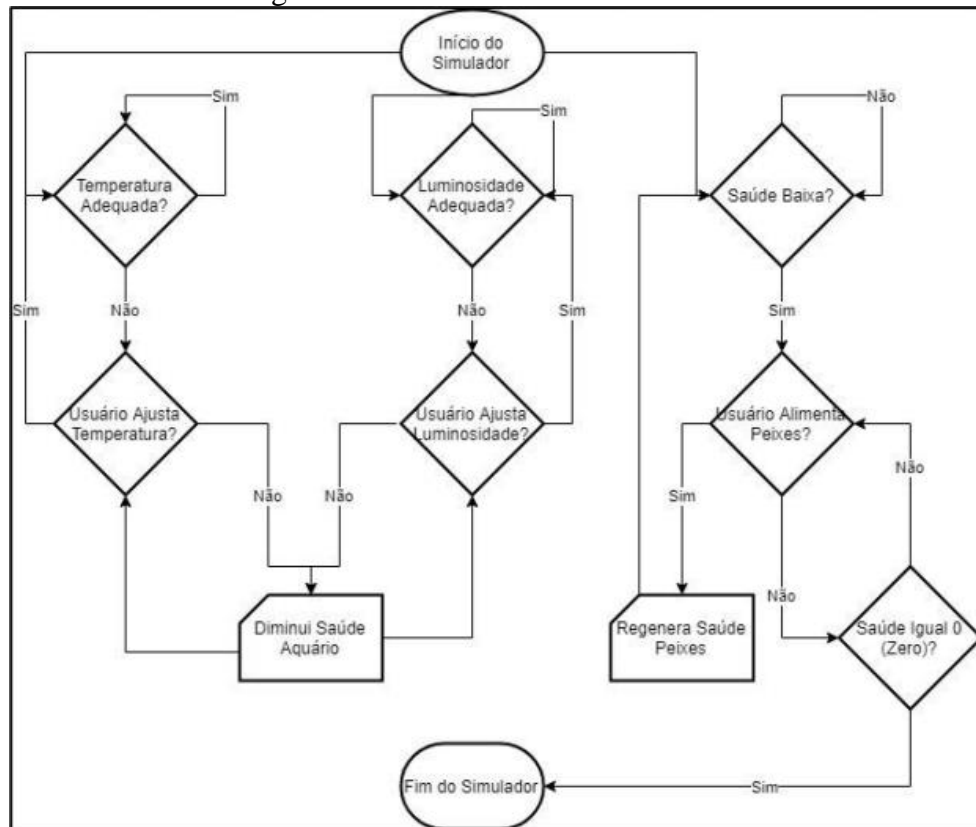 Início do
Simulador
Sim
Sim
Não
Temperatura
Adequada?
Luminosidade
Adequada?
Saúde Baixa?
Sim
Não
Não
Sim
Sim
Usuário Ajusta
Temperatura?
Usuário Ajusta
Luminosidade?
Usuário Alimenta
Peixes?
Não
Não
Não
Sim
Não
Diminui Saúde
Aquário
Regenera Saúde
Peixes
Saúde Igual 0
(Zero)?
Fim do Simulador
Sim